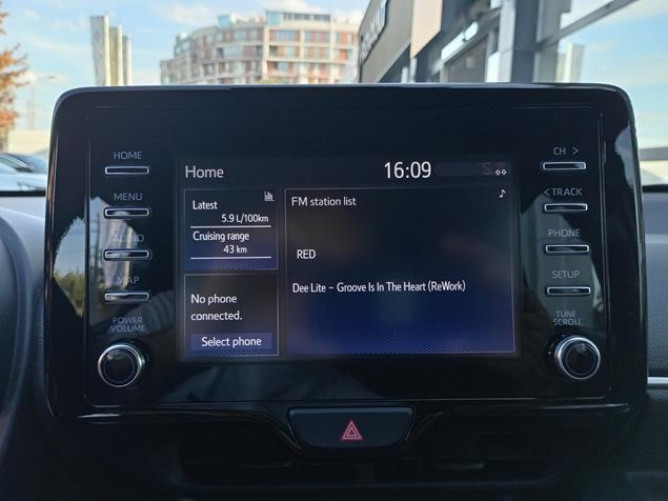 HOME
MENU
AUDIO
MAP
POWER
VOLUME
Home
16:09
Latest
5.9 L/100km
Cruising range
43 km
No phone
connected.
Select phone
FM station list
RED
Dee Lite – Groove Is In The Heart (ReWork)
CH >
< TRACK
PHONE
SETUP
TUNE
SCROLL